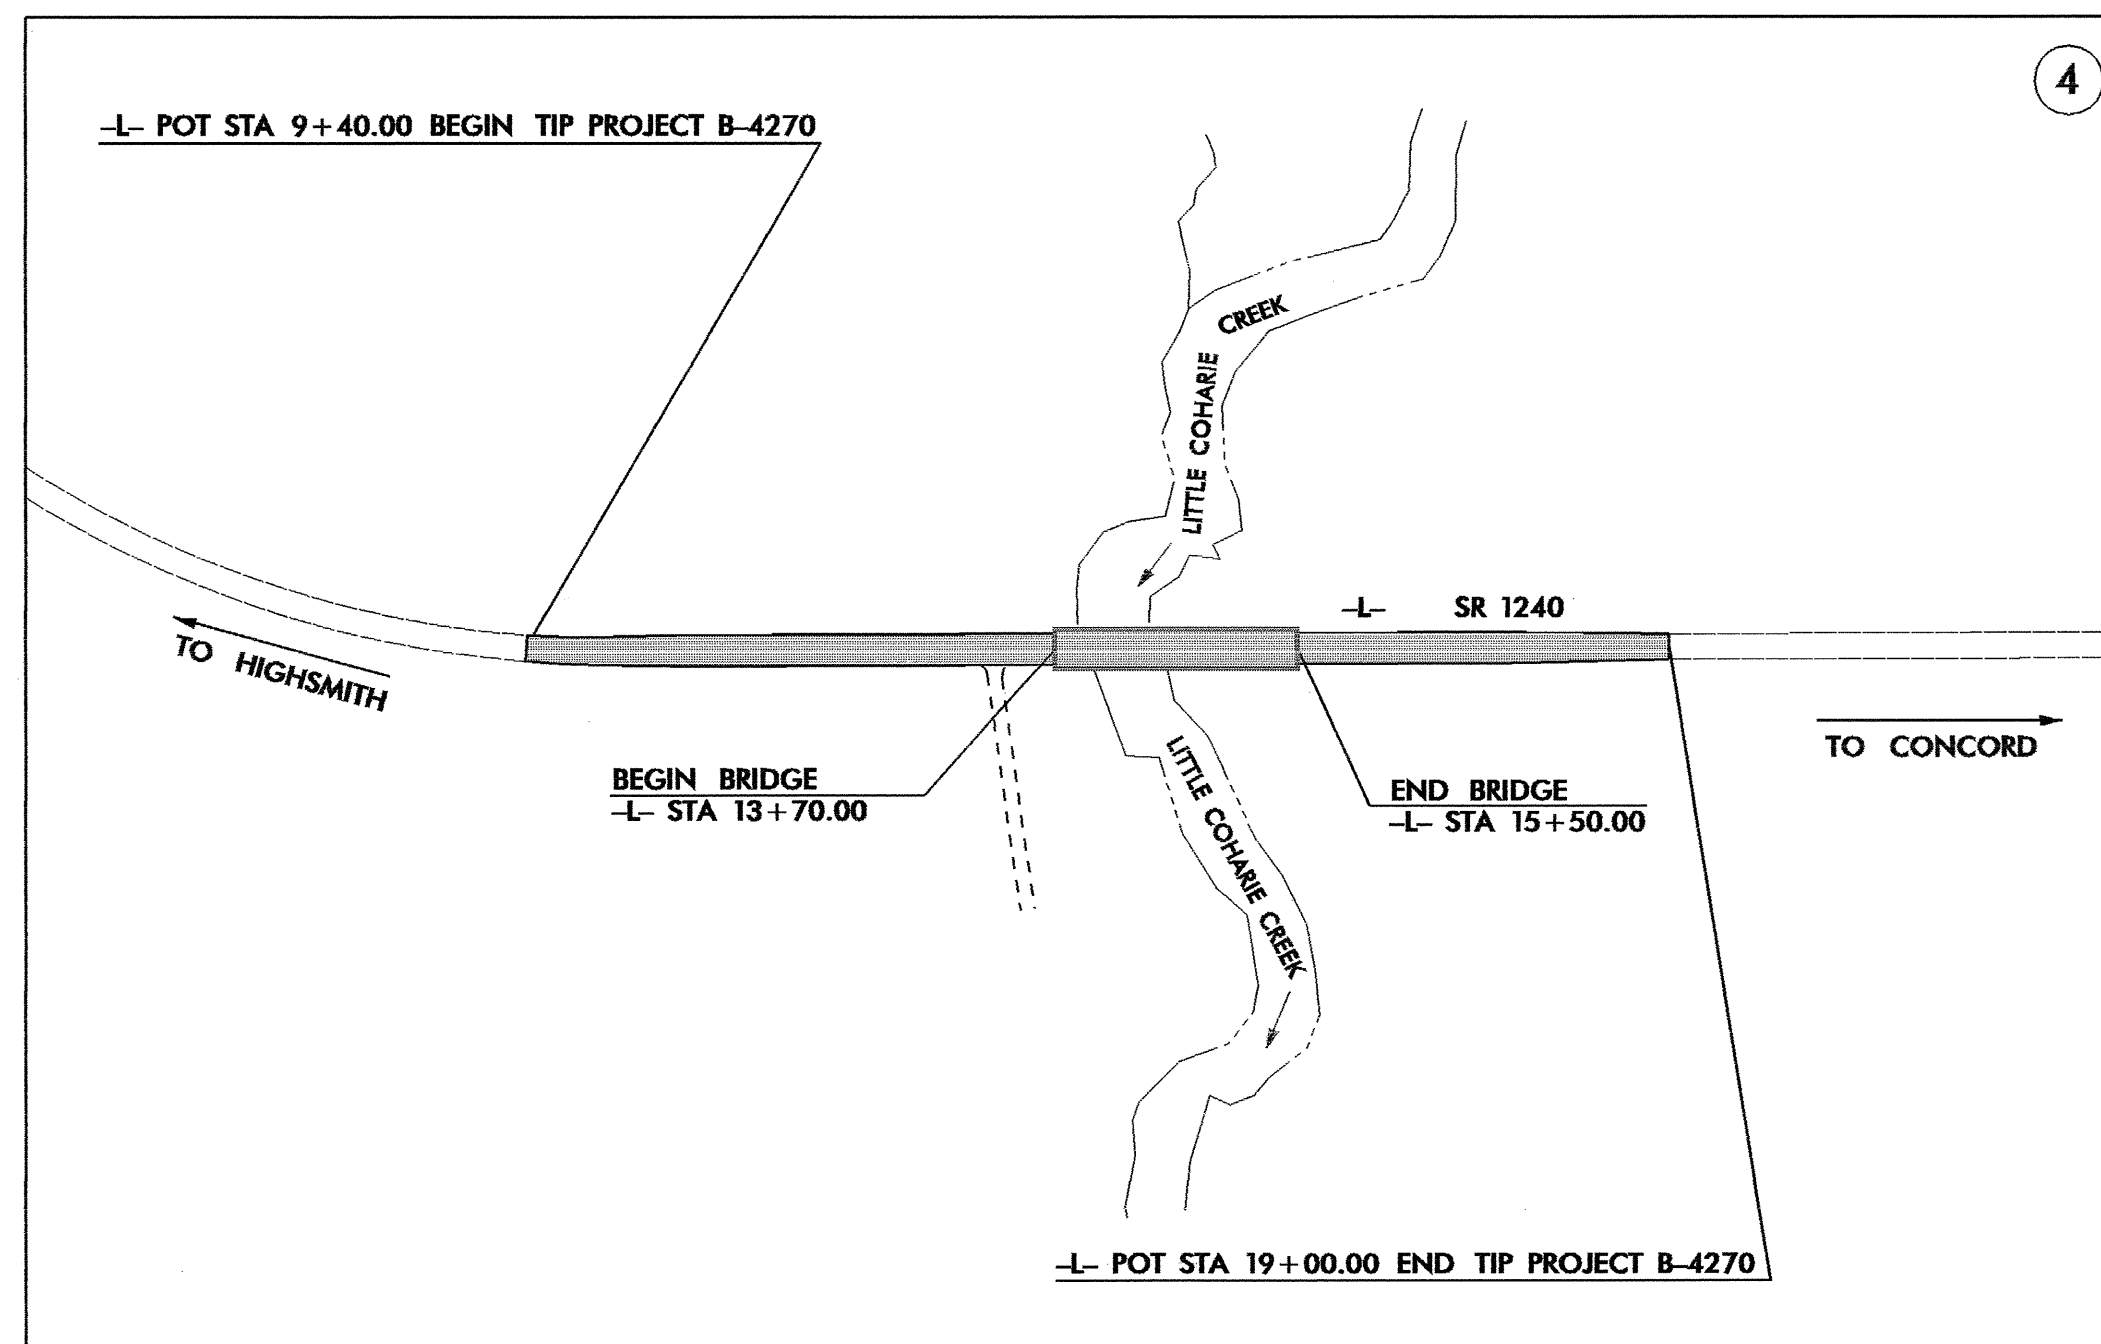 4
-L- POT STA 9+40.00 BEGIN TIP PROJECT B-4270
LITTLE COHARIE CREEK
-L- SR 1240
TO HIGHSMITH
TO CONCORD
BEGIN BRIDGE
-L- STA 13+70.00
END BRIDGE
-L- STA 15+50.00
LITTLE COHARIE CREEK
-L- POT STA 19+00.00 END TIP PROJECT B-4270